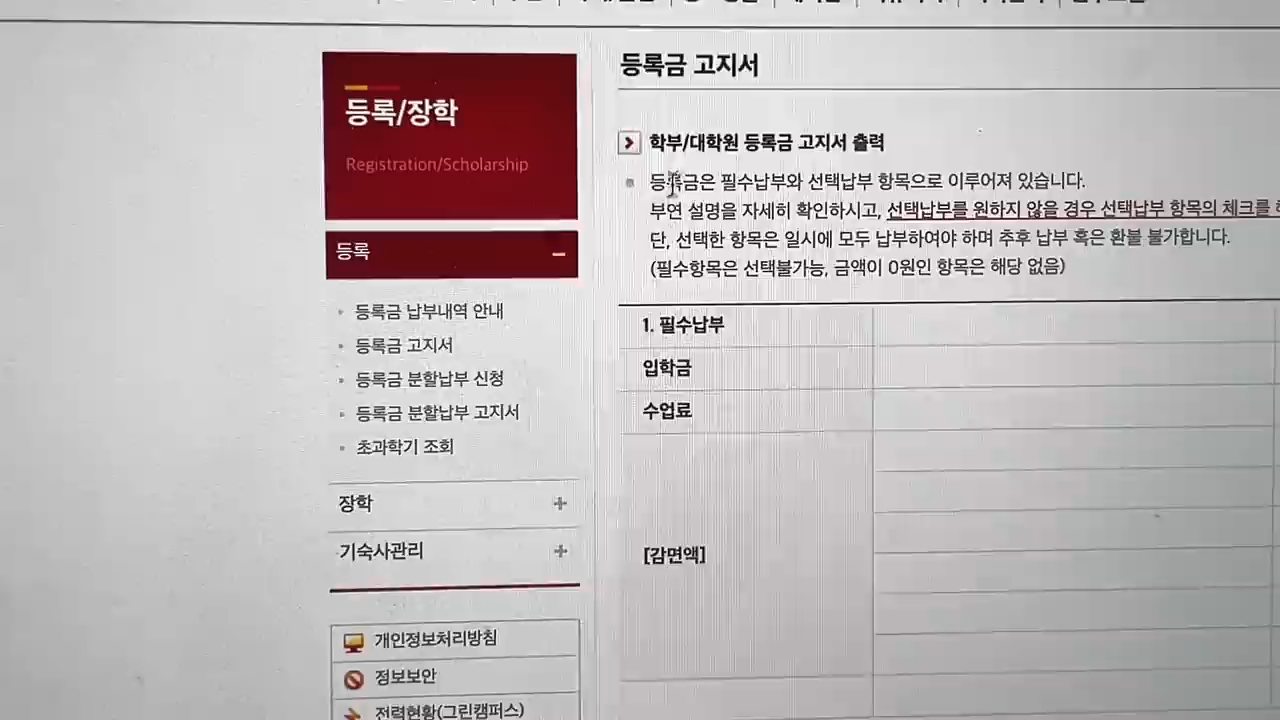 등록/장학
Registration/Scholarship
등록
등록금 납부내역 안내
등록금 고지서
등록금 분할납부 신청
등록금 분할납부 고지서
초과학기 조회
장학
기숙사관리
개인정보처리방침
정보보안
전력현황(그린캠퍼스)
등록금 고지서
학부/대학원 등록금 고지서 출력
등록금은 필수납부와 선택납부 항목으로 이루어져 있습니다.
부연 설명을 자세히 확인하시고, 선택납부를 원하지 않을 경우 선택납부 항목의 체크를
단, 선택한 항목은 일시에 모두 납부하여야 하며 추후 납부 혹은 환불 불가합니다.
(필수항목은 선택불가능, 금액이 0원인 항목은 해당 없음)
1. 필수납부
입학금
수업료
[감면액]